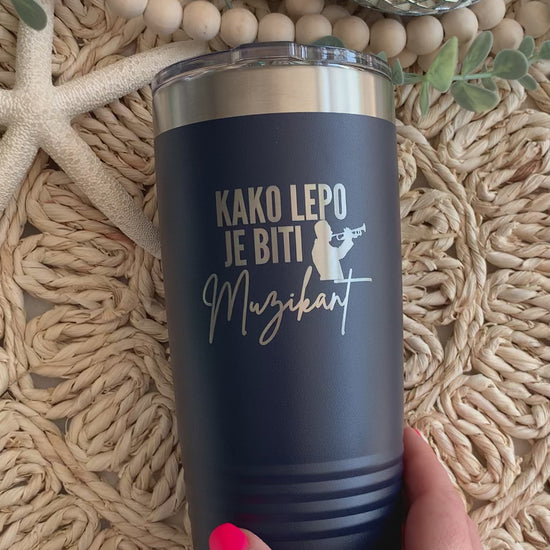 KAKO LEPO
JE BITI
Muzikant